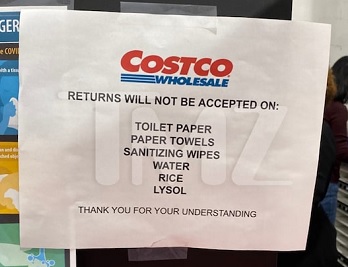 COSTCO
WHOLESALE
RETURNS WILL NOT BE ACCEPTED ON:
TOILET PAPER
PAPER TOWELS
SANITIZING WIPES
WATER
RICE
LYSOL
THANK YOU FOR YOUR UNDERSTANDING
TMZ